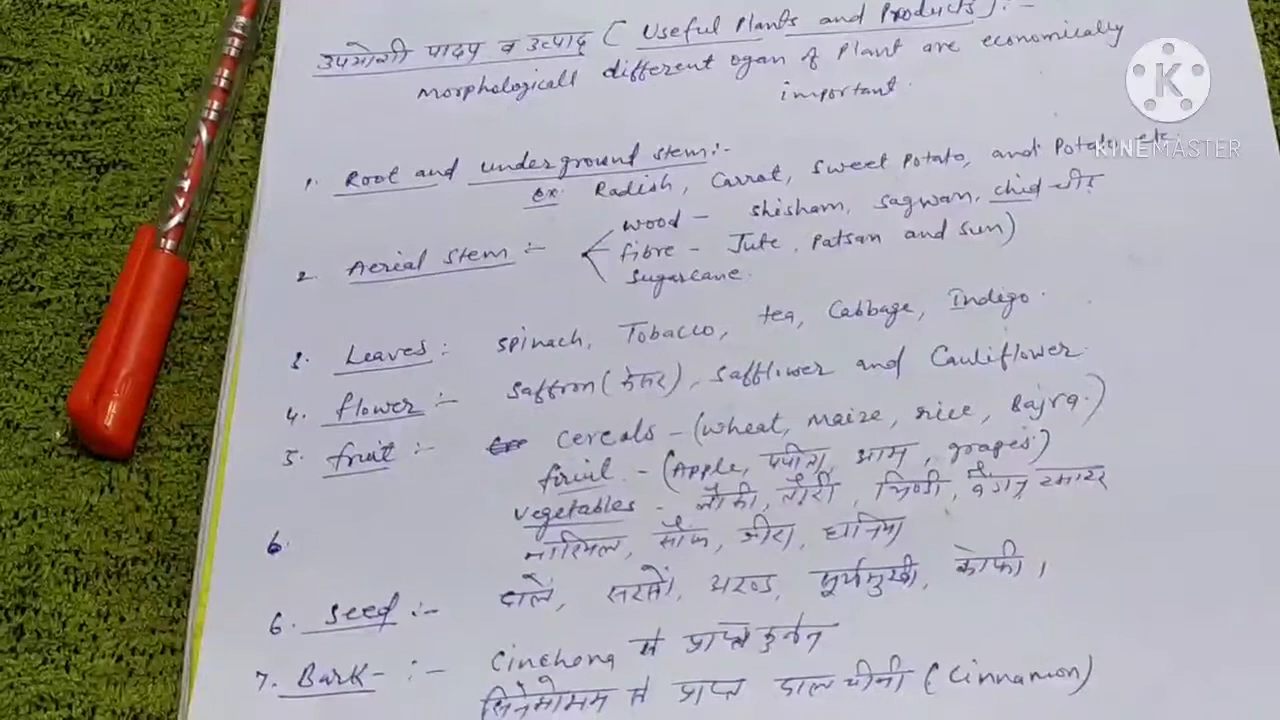 उपयोगी पादप व उत्पाद ( Useful Plants and Products) :-
morphologicall different ogan of Plant are economically
important.
K
KINEMASTER
1. Root and underground stem:-
ex. Radish, Carrot, Sweet Potato, and Potato etc.
wood - shisham, sagwan, chid चीड़
2. Aerial stem :- fibre - Jute, Patsan and Sun)
Sugarcane.
3. Leaves : spinach, Tobacco, tea, Cabbage, Indigo.
4. flower :- saffron (केसर), safflower and Cauliflower.
5. fruit :- cereals - (wheat, maize, rice, Bajra.)
fruit - (Apple, पपीता, आम, grapes)
vegetables - लौकी, तौरी, भिण्डी, बैंगन, टमाटर
6. नारियल, सौंफ, जीरा, धनिया
6. Seed :- दालें, सरसों, अरण्ड, सूर्यमुखी, कोफी ।
7. Bark- :- Cinchona से प्राप्त कुनैन
सिनेमोमम से प्राप्त दालचीनी (Cinnamon)